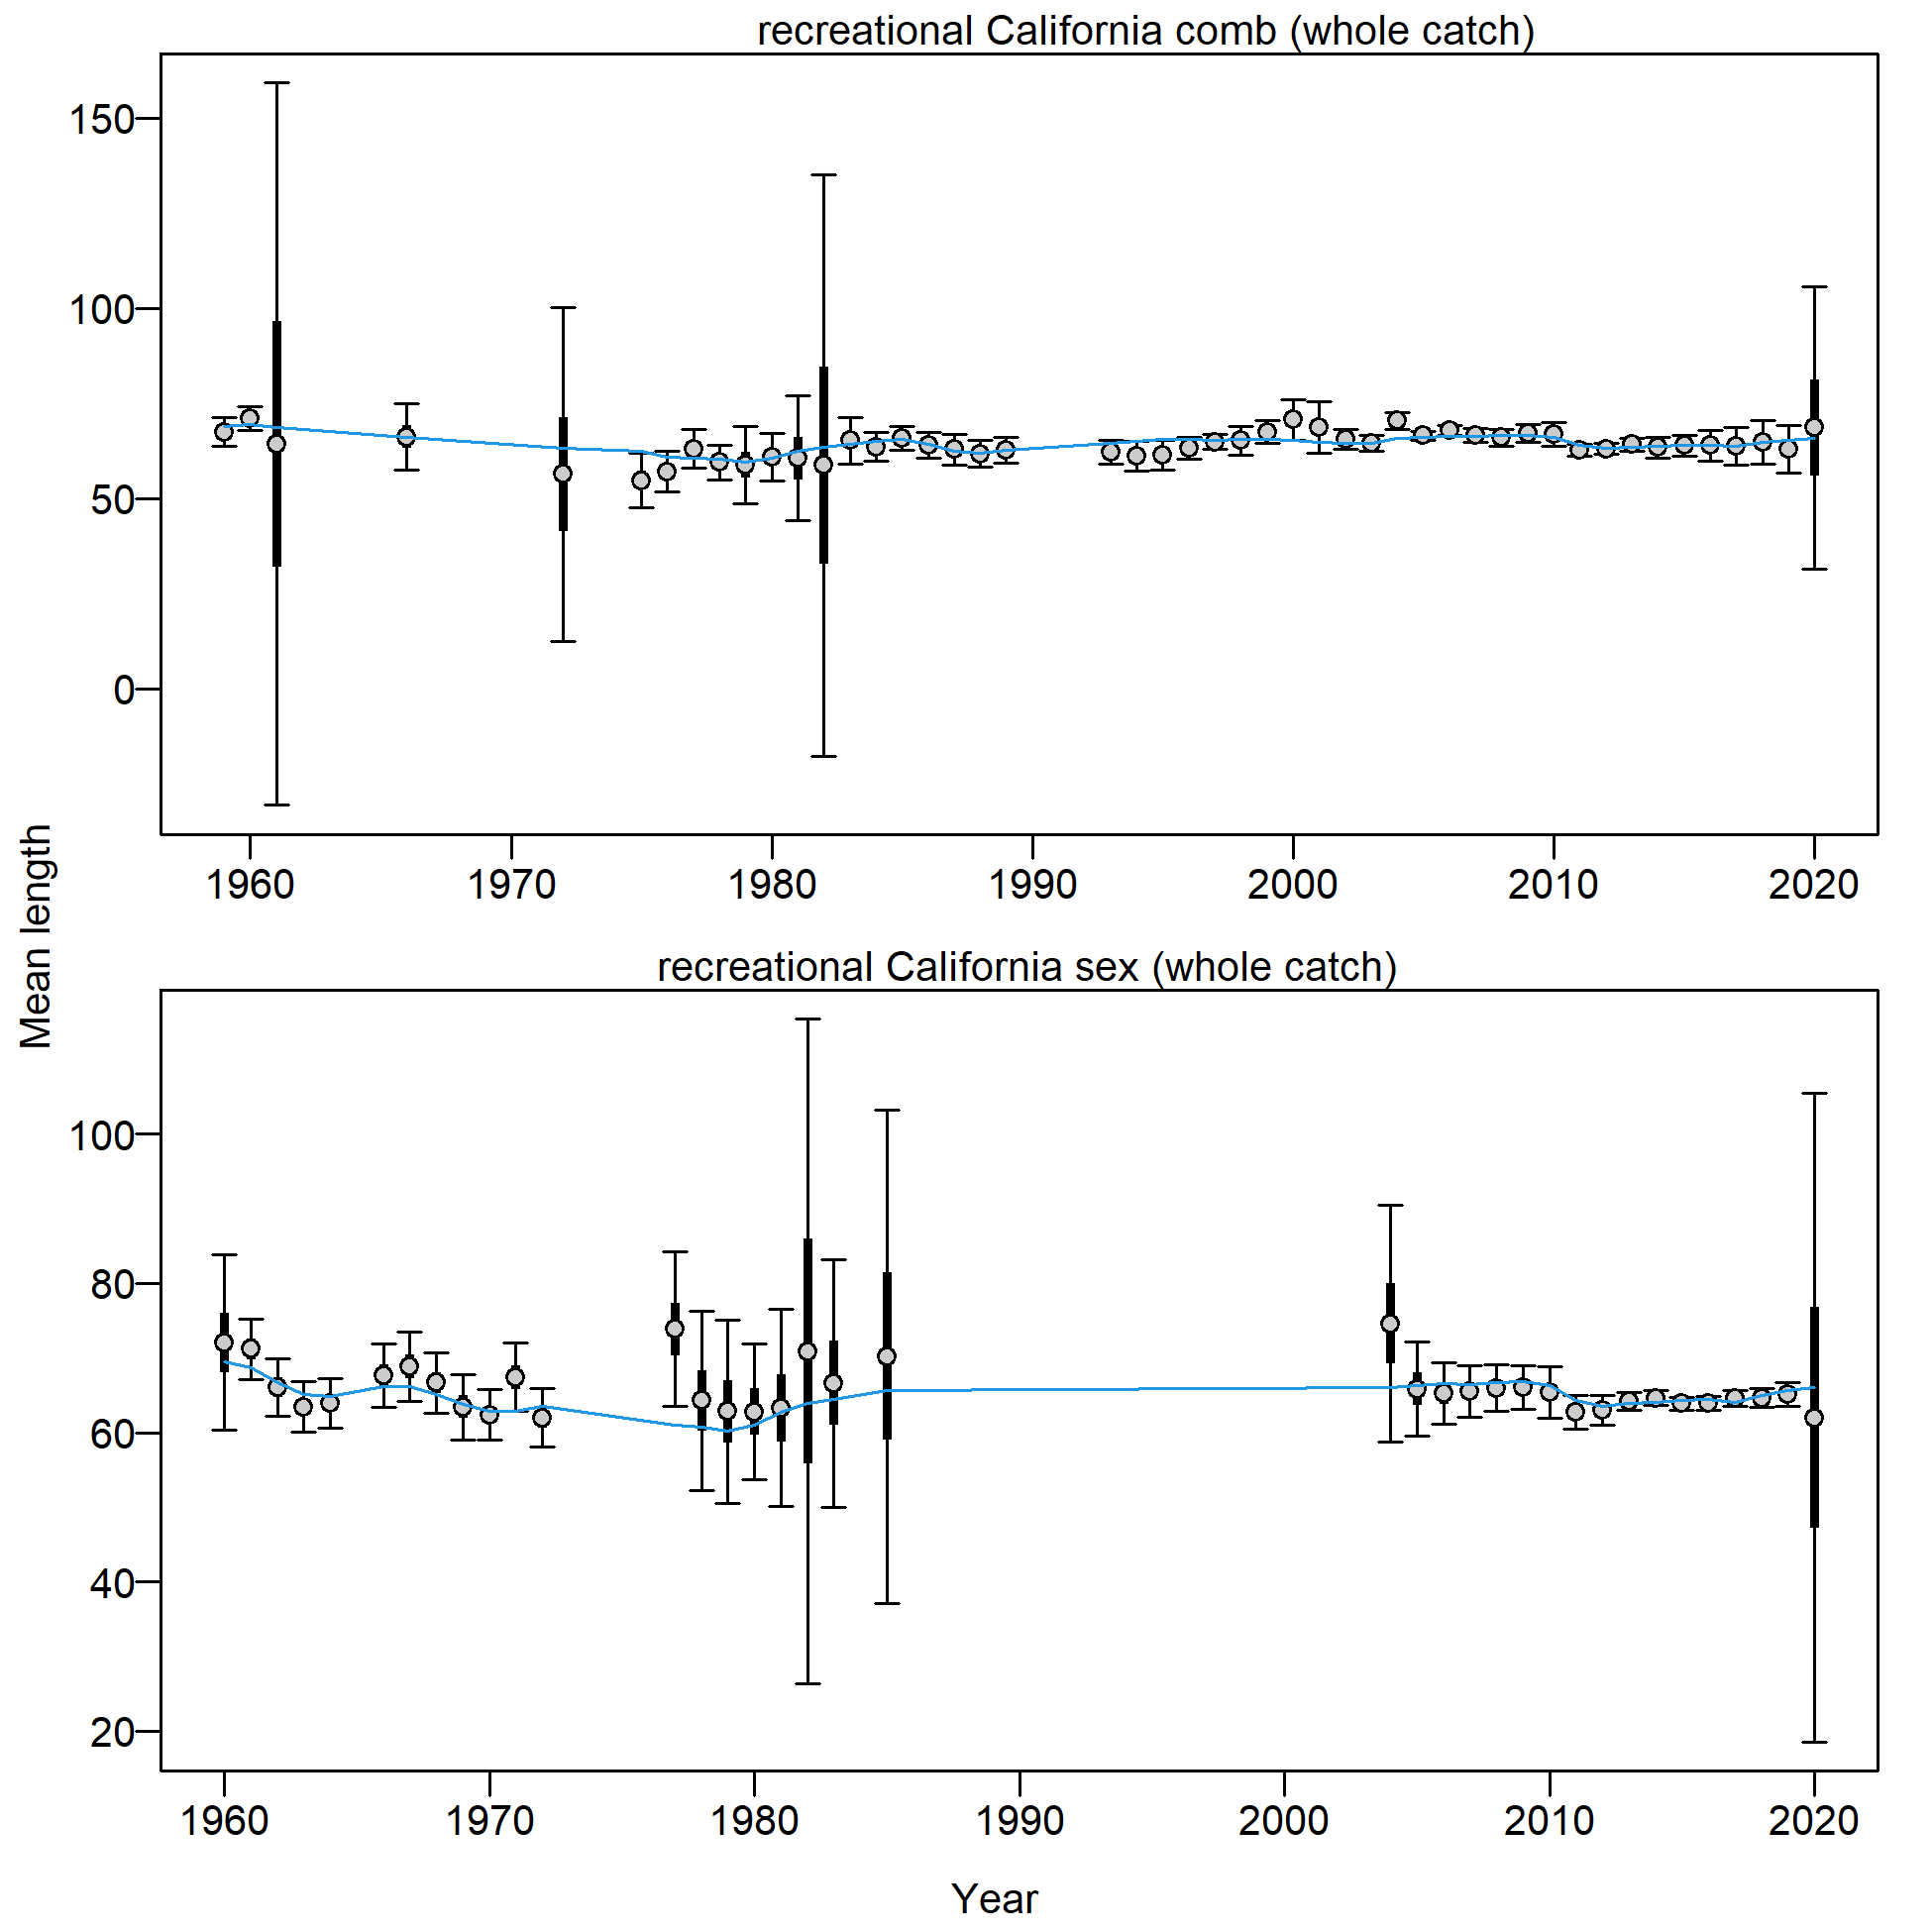 recreational California comb (whole catch)
150
100
50
0
1960 1970 1980 1990 2000 2010 2020
Mean length
recreational California sex (whole catch)
100
80
60
40
20
1960 1970 1980 1990 2000 2010 2020
Year